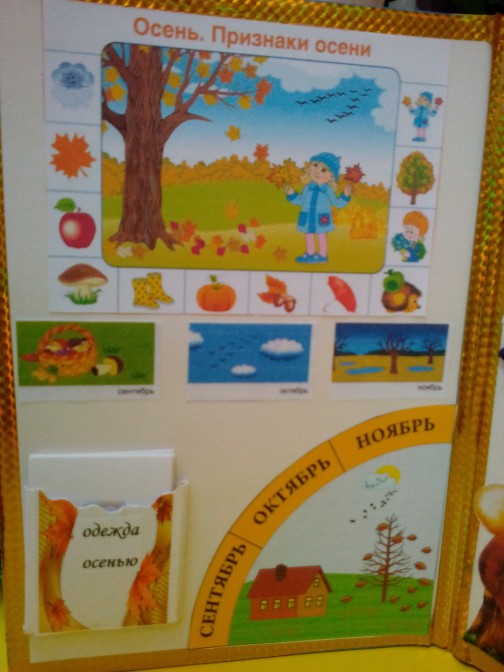 Осень. Признаки осени
сентябрь
октябрь
ноябрь
одежда
осенью
СЕНТЯБРЬ
ОКТЯБРЬ
НОЯБРЬ